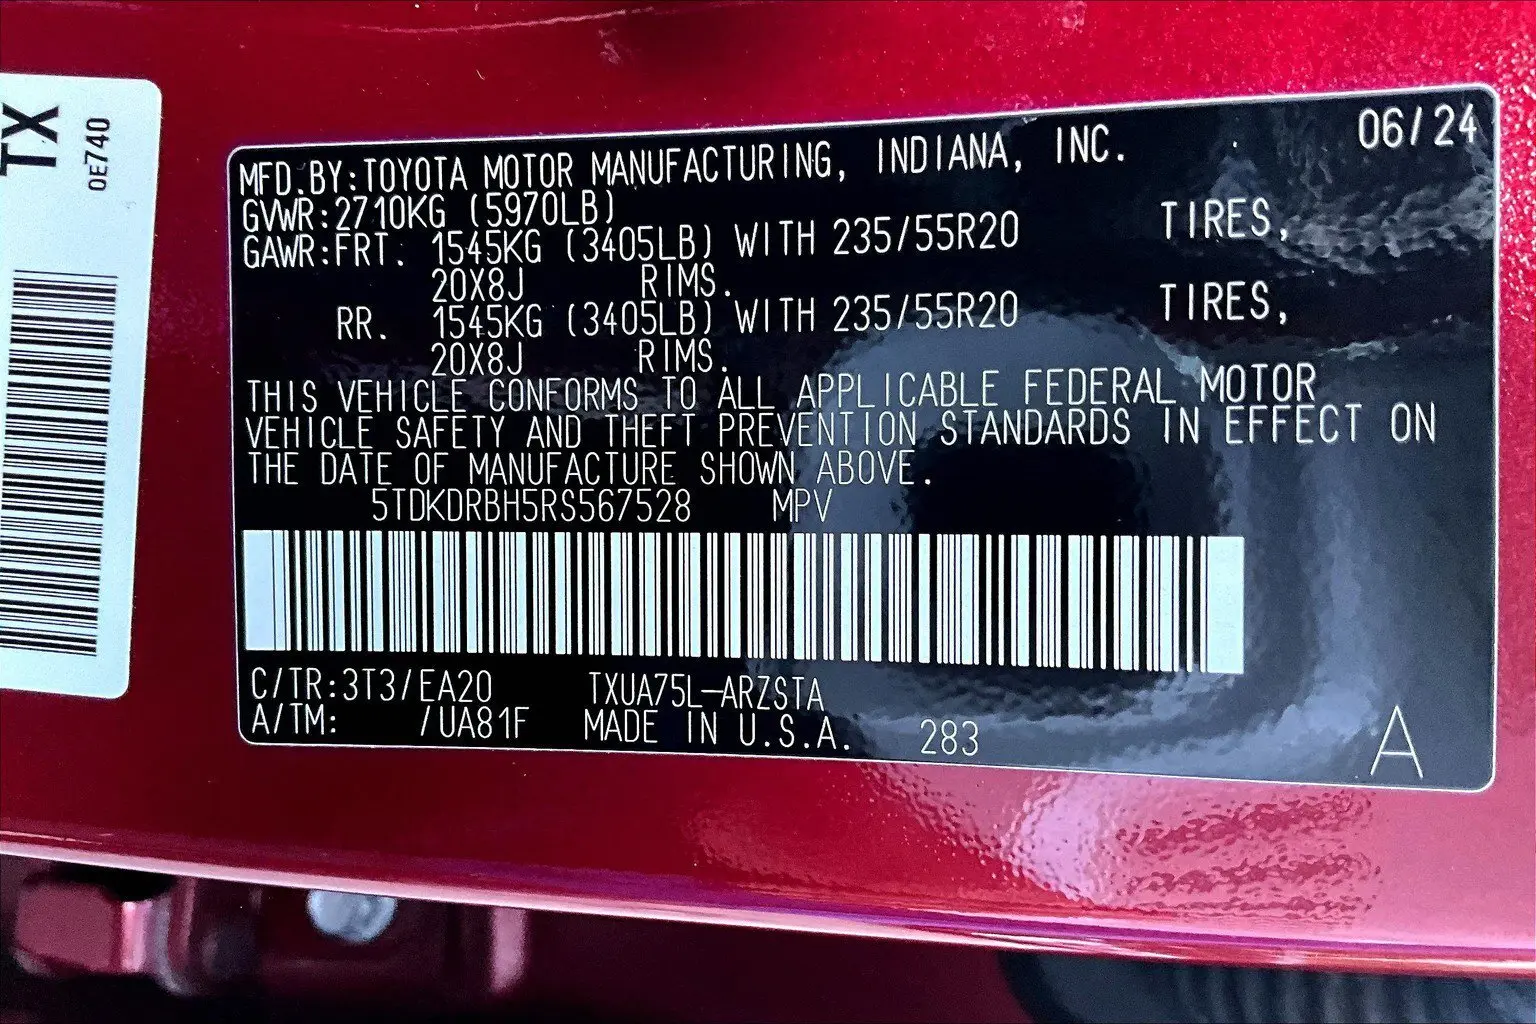 TX
0E740
06/24
MFD.BY:TOYOTA MOTOR MANUFACTURING, INDIANA, INC.
GVWR:2710KG (5970LB)
GAWR:FRT. 1545KG (3405LB) WITH 235/55R20 TIRES,
20X8J RIMS.
RR. 1545KG (3405LB) WITH 235/55R20 TIRES,
20X8J RIMS.
THIS VEHICLE CONFORMS TO ALL APPLICABLE FEDERAL MOTOR
VEHICLE SAFETY AND THEFT PREVENTION STANDARDS IN EFFECT ON
THE DATE OF MANUFACTURE SHOWN ABOVE.
5TDKDRBH5RS567528 MPV
C/TR:3T3/EA20 TXUA75L-ARZSTA
A/TM: /UA81F MADE IN U.S.A. 283 A